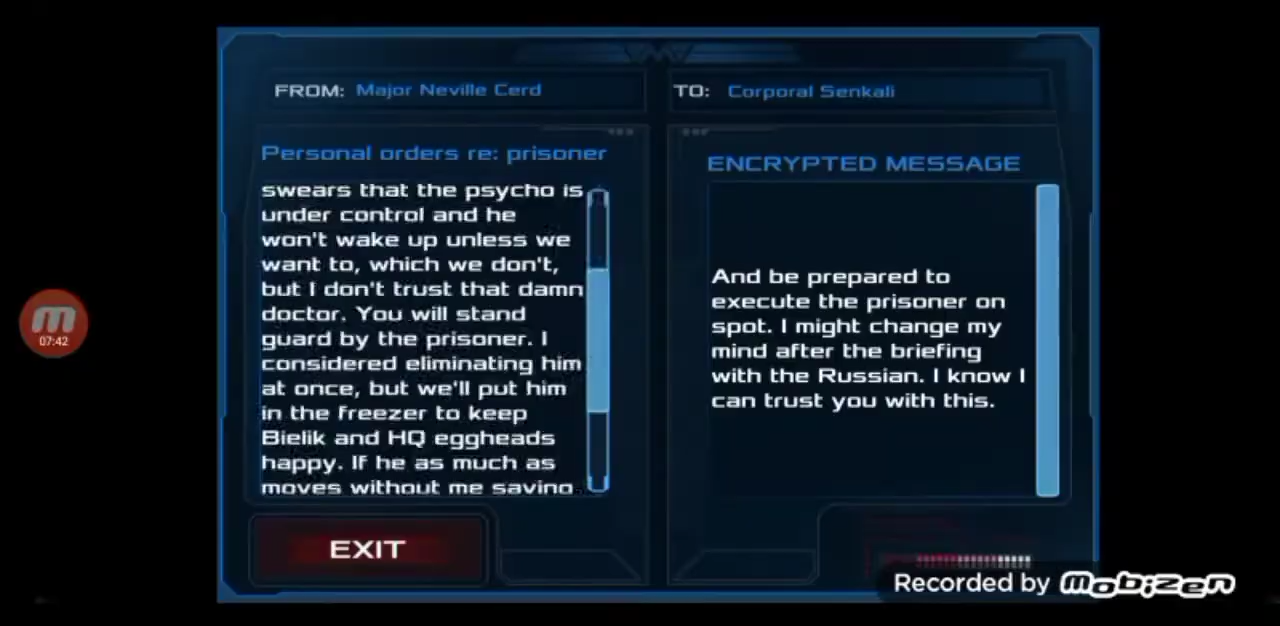 FROM: Major Neville Cerd
TO: Corporal Senkali
Personal orders re: prisoner
swears that the psycho is
under control and he
won't wake up unless we
want to, which we don't,
but I don't trust that damn
doctor. You will stand
guard by the prisoner. I
considered eliminating him
at once, but we'll put him
in the freezer to keep
Bielik and HQ eggheads
happy. If he as much as
moves without me saying
ENCRYPTED MESSAGE
And be prepared to
execute the prisoner on
spot. I might change my
mind after the briefing
with the Russian. I know I
can trust you with this.
EXIT
07:42
Recorded by mobizen